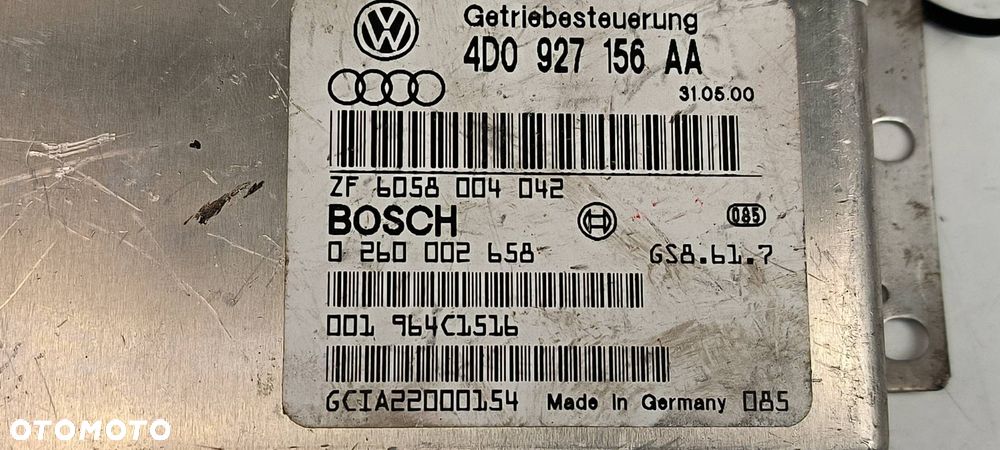 Getriebesteuerung
4D0 927 156 AA
31.05.00
ZF 6058 004 042
BOSCH
085
0 260 002 658
GS8.61.7
001 964C1516
GCIA22000154 Made In Germany 085
OTOMOTO